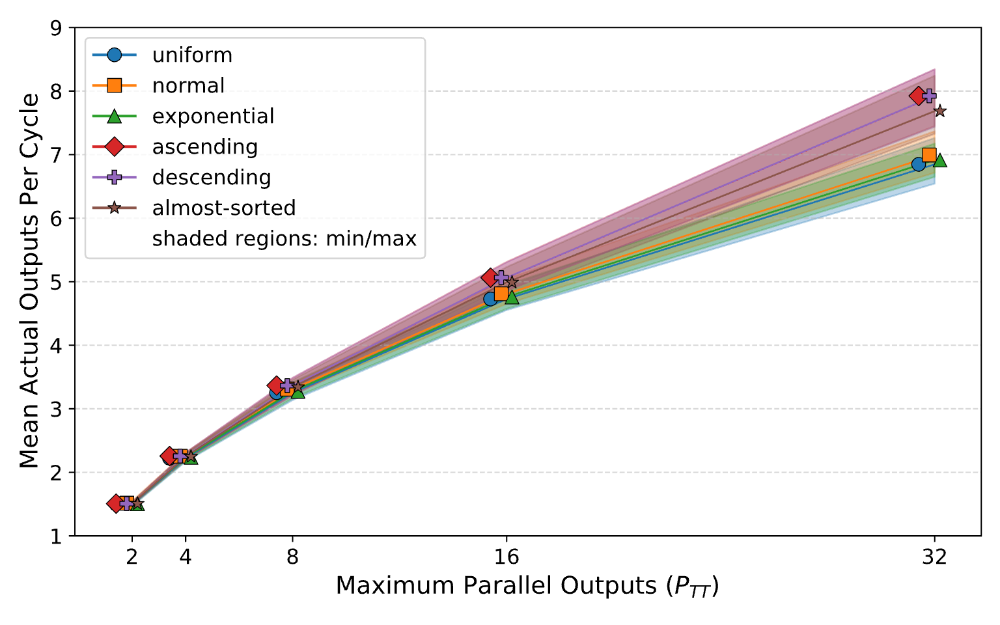 9
8
7
6
5
4
3
2
1
Mean Actual Outputs Per Cycle
uniform
normal
exponential
ascending
descending
almost-sorted
shaded regions: min/max
2 4 8 16 32
Maximum Parallel Outputs (P_TT)